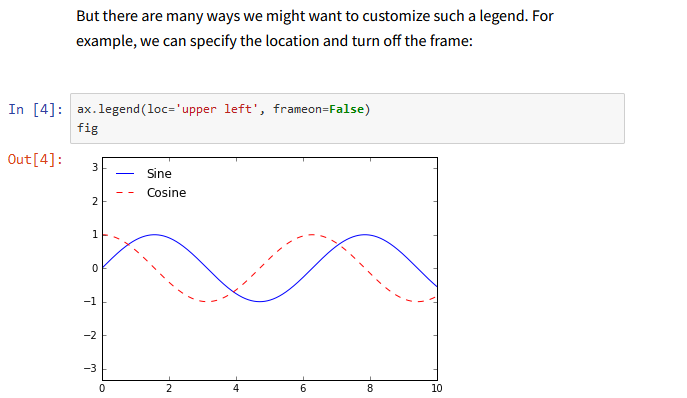 But there are many ways we might want to customize such a legend. For
example, we can specify the location and turn off the frame:
In [4]: ax.legend(loc='upper left', frameon=False)
fig
Out[4]:
Sine
Cosine
3
2
1
0
−1
−2
−3
0 2 4 6 8 10